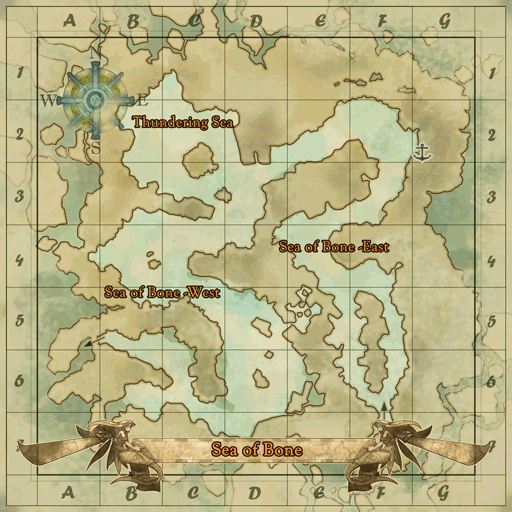 A B C D E F G
N
1 1
W E
Thundering Sea
2 2
S
3 3
4 4
Sea of Bone -East
Sea of Bone -West
5 5
6 6
Sea of Bone
A B C D E F G